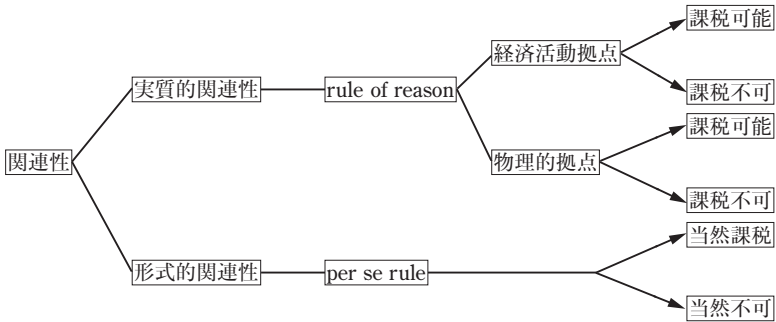 課税可能
経済活動拠点
実質的関連性
rule of reason
課税不可
課税可能
関連性
物理的拠点
課税不可
当然課税
形式的関連性
per se rule
当然不可